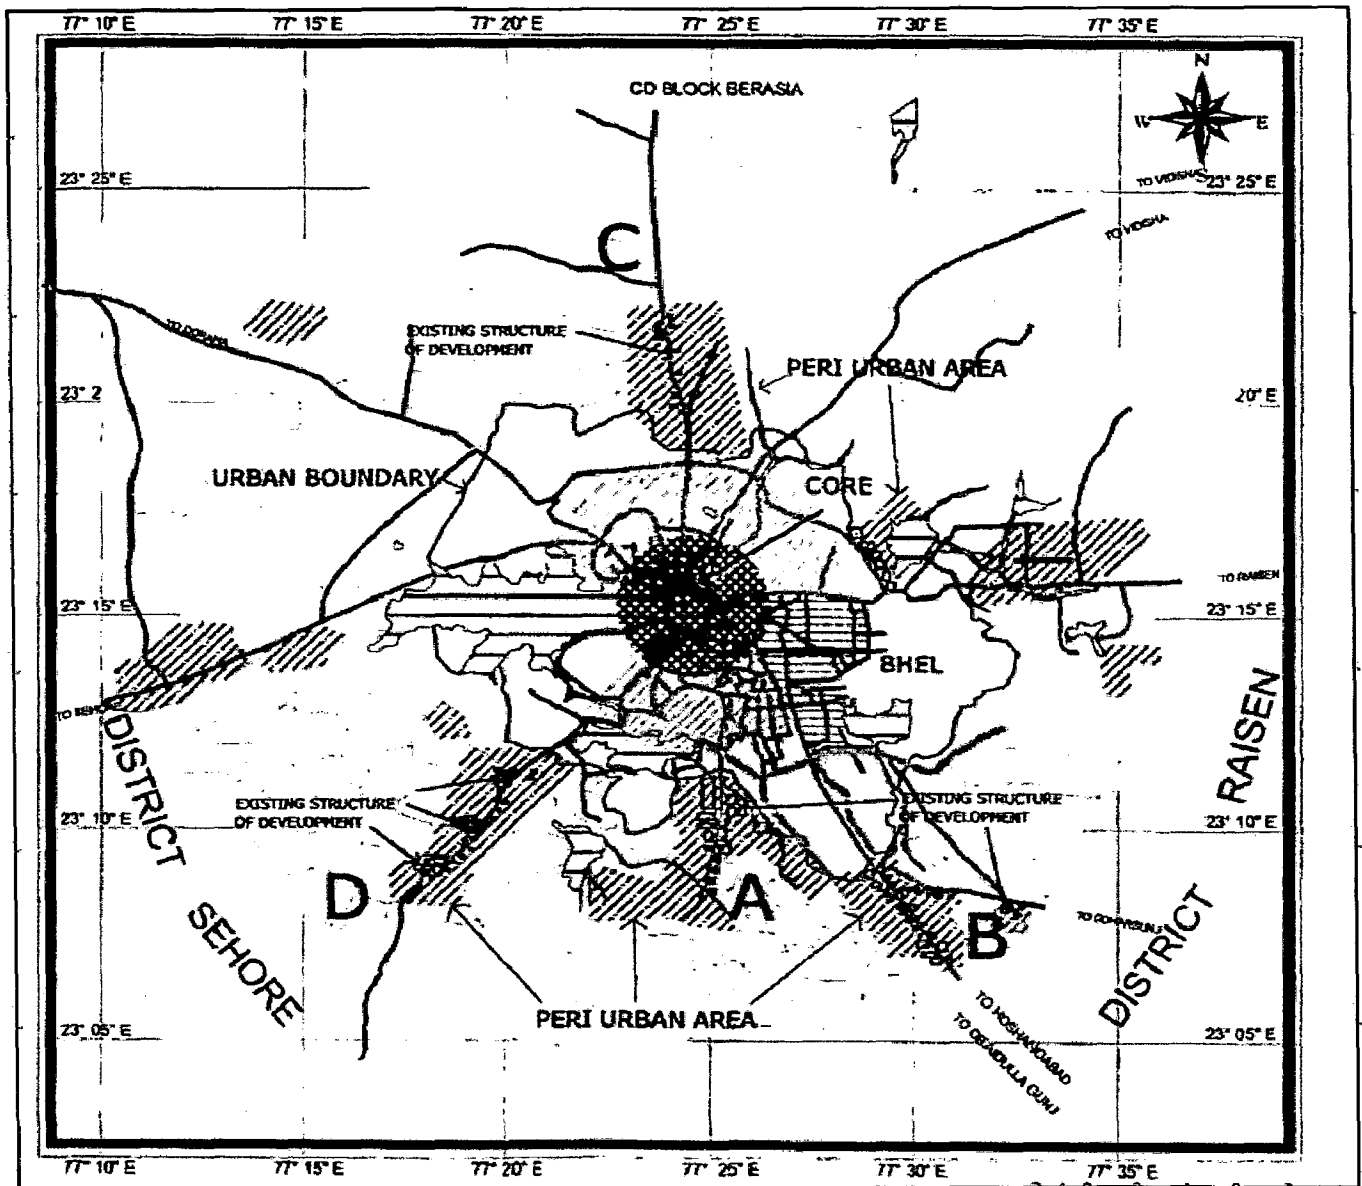 77° 10" E 77° 15" E 77° 20" E 77° 25" E 77° 30" E 77° 35" E
N
CD BLOCK BERASIA
W E
23° 25" E
TO VIDISHA
23° 25" E
TO VIDISHA
C
EXISTING STRUCTURE
OF DEVELOPMENT
PERI URBAN AREA
23° 2
20" E
URBAN BOUNDARY
CORE
23° 15" E
TO RAISEN
23° 15" E
BHEL
DISTRICT
SEHORE
RAISEN
DISTRICT
EXISTING STRUCTURE
OF DEVELOPMENT
EXISTING STRUCTURE
OF DEVELOPMENT
23° 10" E
23° 10" E
D
A
B
PERI URBAN AREA
23° 05" E
TO HOSHANGABAD
23° 05" E
77° 10" E 77° 15" E 77° 20" E 77° 25" E 77° 30" E 77° 35" E